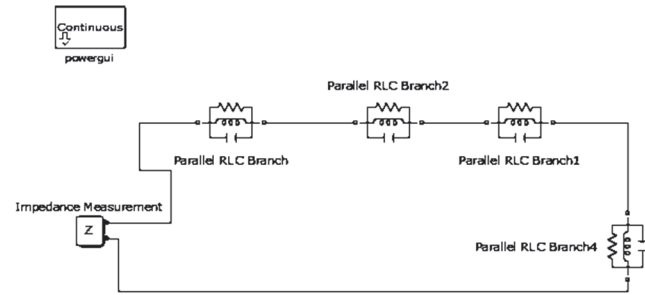 Continuous
powergui
Parallel RLC Branch2
Parallel RLC Branch
Parallel RLC Branch1
Impedance Measurement
Z
Parallel RLC Branch4